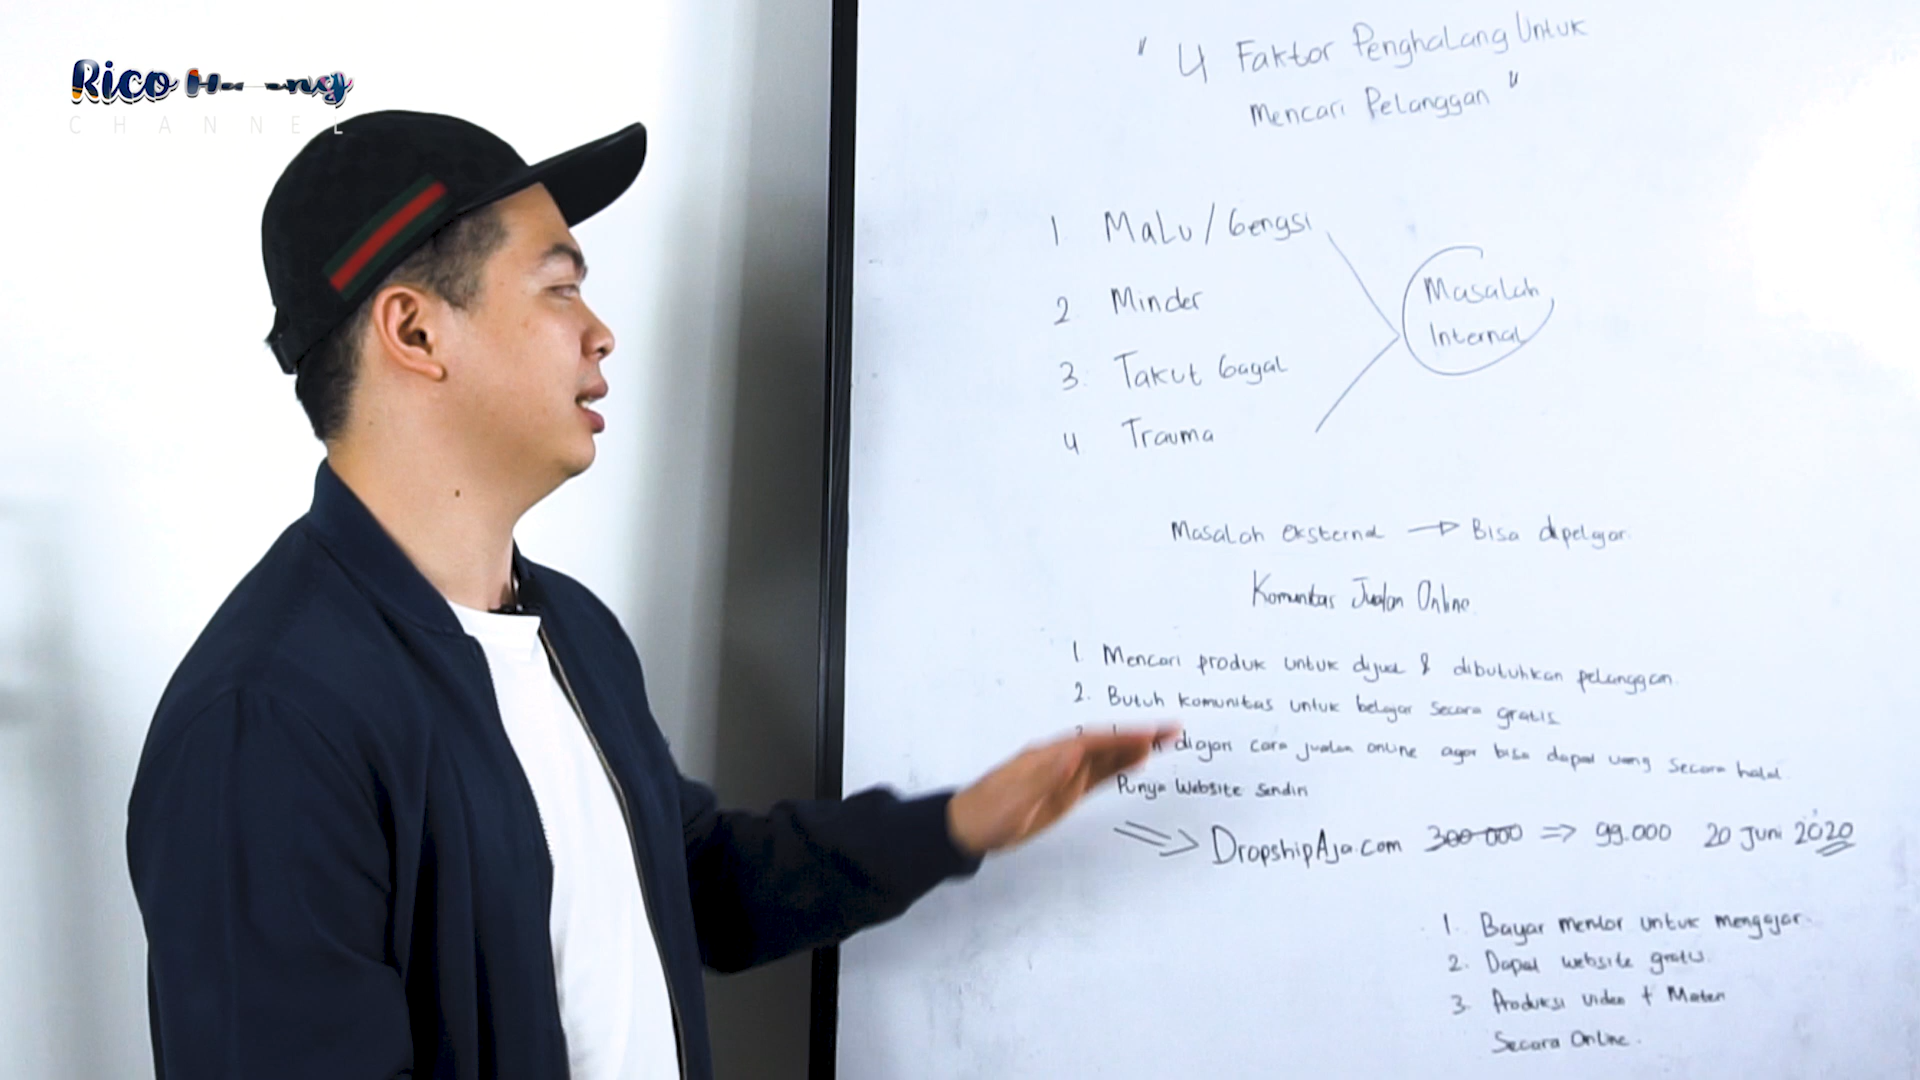 Rico
CHANNEL
" 4 Faktor Penghalang Untuk
Mencari Pelanggan "
1 Malu / Gengsi
2 Minder
3. Takut Gagal
4 Trauma
Masalah
Internal
Masalah Eksternal → Bisa dipelajar.
Komunitas Jualan Online
1. Mencari produk untuk dijual & dibutuhkan pelanggan.
2. Butuh komunitas untuk belajar secara gratis
diajari cara jualan online agar bisa dapat uang secara halal.
Punya Website Sendiri
⇒ DropshipAja.com 300 000 ⇒ 99.000 20 Juni 2020
1. Bayar mentor untuk mengajar.
2. Dapat website gratis.
3. Produksi Video + Materi
Secara Online.